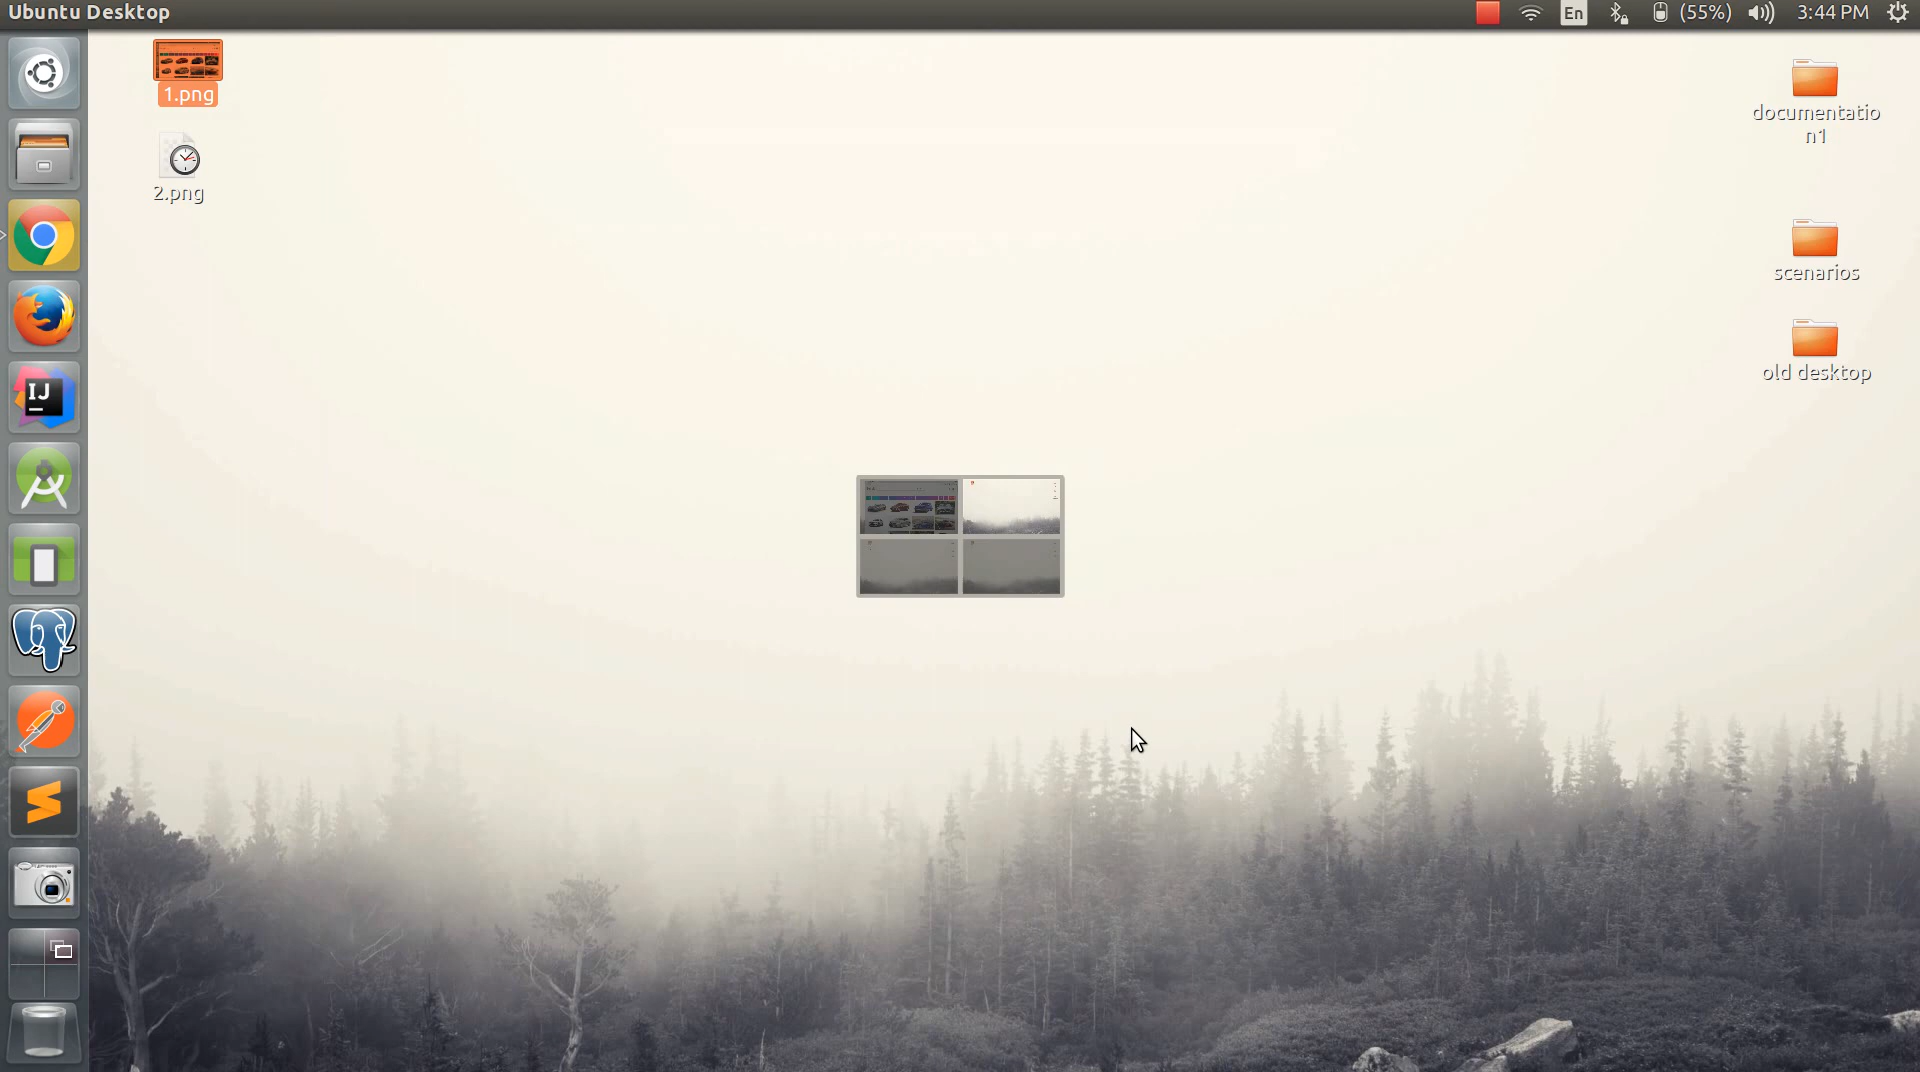 Ubuntu Desktop
En
(55%)
3:44 PM
1.png
2.png
documentatio
n1
scenarios
old desktop
IJ